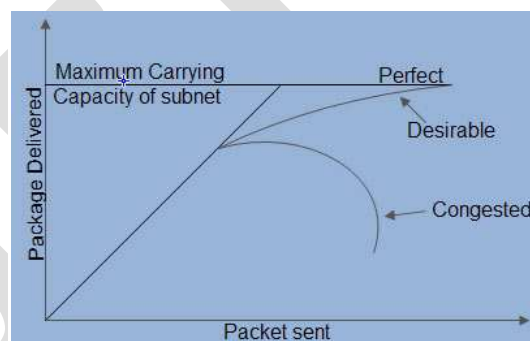 Maximum Carrying
Capacity of subnet
Perfect
Desirable
Congested
Package Delivered
Packet sent